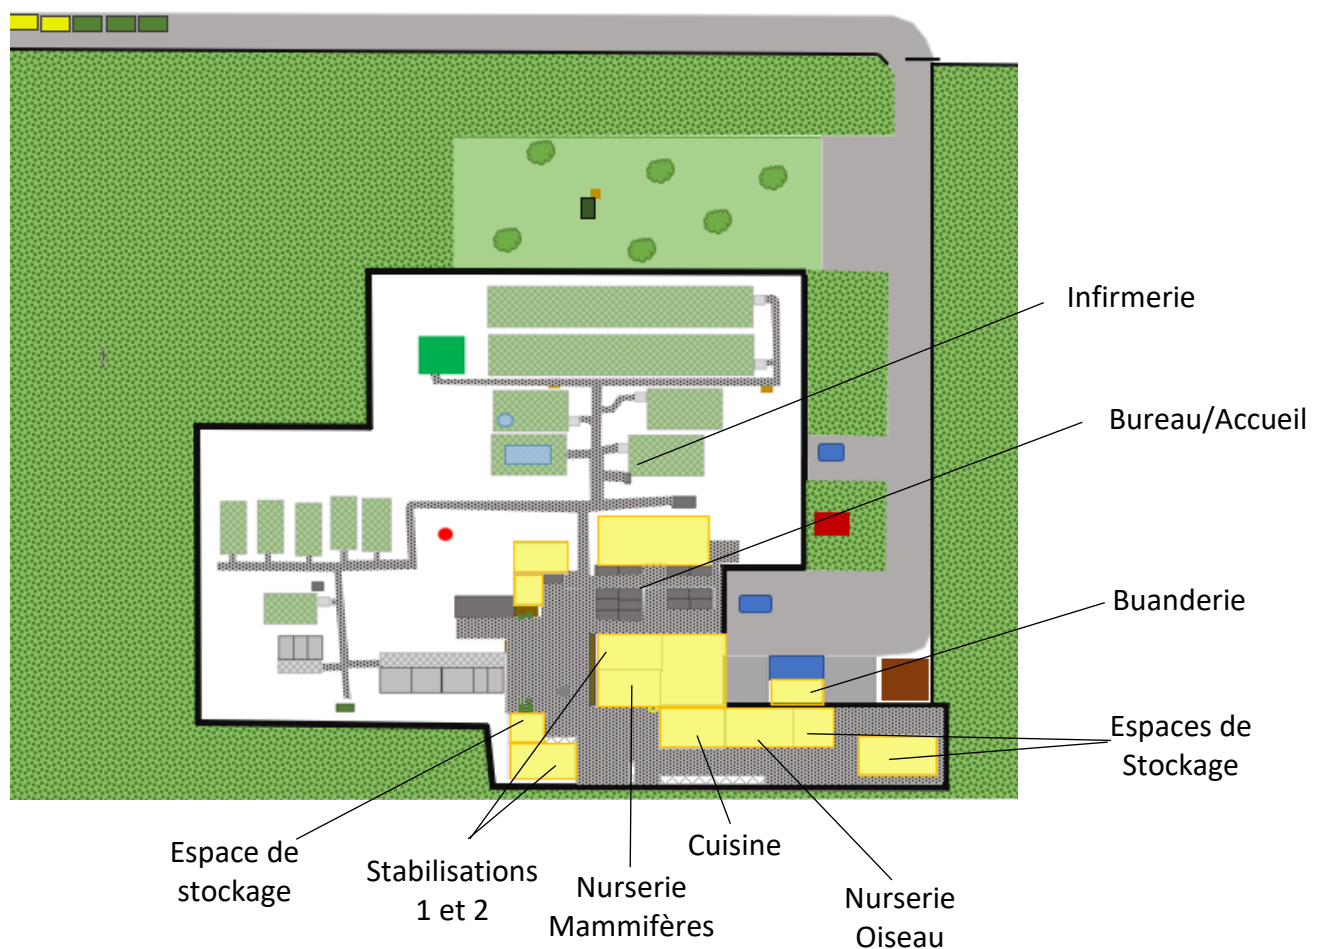 Infirmerie
Bureau/Accueil
Buanderie
Espaces de
Stockage
Espace de
stockage
Stabilisations
1 et 2
Nurserie
Mammifères
Cuisine
Nurserie
Oiseau